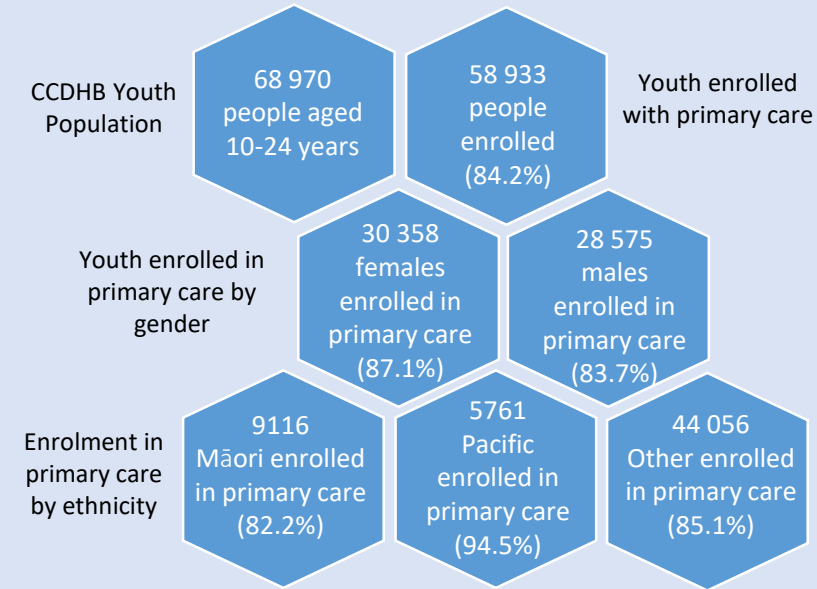 CCDHB Youth
Population
68 970
people aged
10-24 years
58 933
people
enrolled
(84.2%)
Youth enrolled
with primary care
Youth enrolled in
primary care by
gender
30 358
females
enrolled in
primary care
(87.1%)
28 575
males
enrolled in
primary care
(83.7%)
Enrolment in
primary care
by ethnicity
9116
Māori enrolled
in primary care
(82.2%)
5761
Pacific
enrolled in
primary care
(94.5%)
44 056
Other enrolled
in primary care
(85.1%)